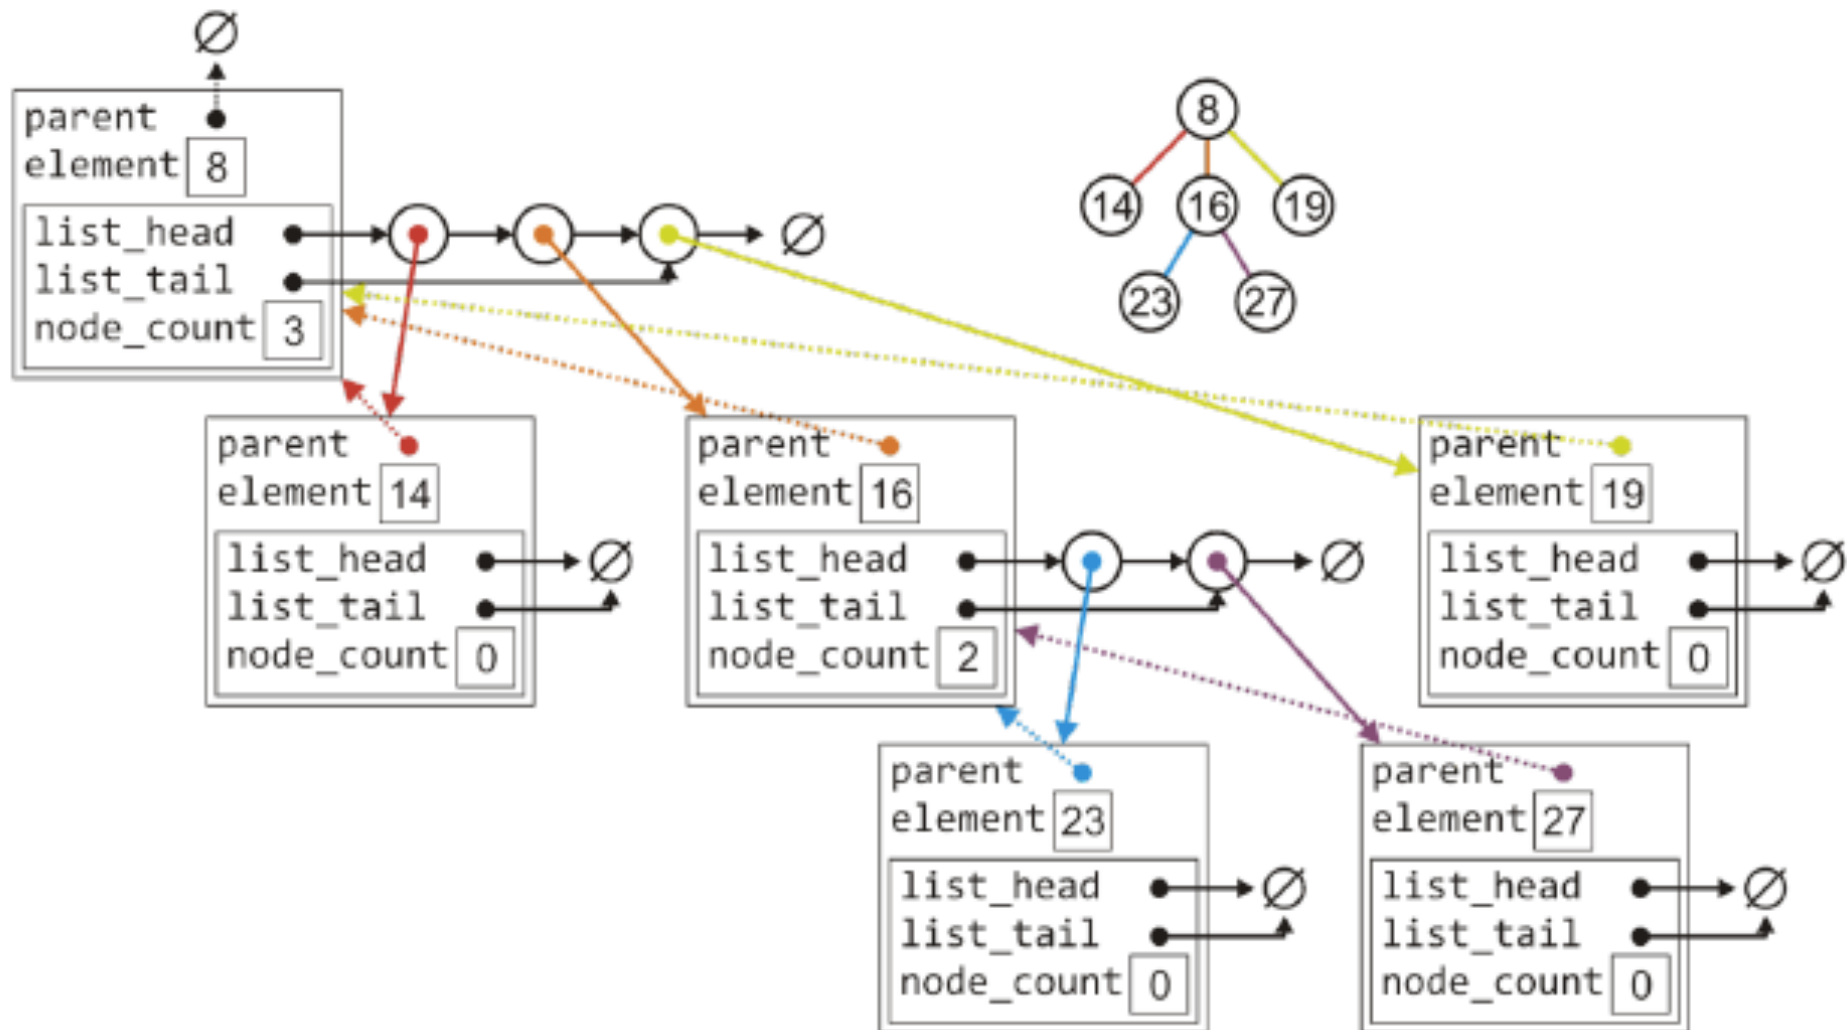 ∅
parent
element 8
list_head ∅
list_tail
node_count 3
8
14 16 19
23 27
parent
element 14
list_head ∅
list_tail
node_count 0
parent
element 16
list_head ∅
list_tail
node_count 2
parent
element 19
list_head ∅
list_tail
node_count 0
parent
element 23
list_head ∅
list_tail
node_count 0
parent
element 27
list_head ∅
list_tail
node_count 0